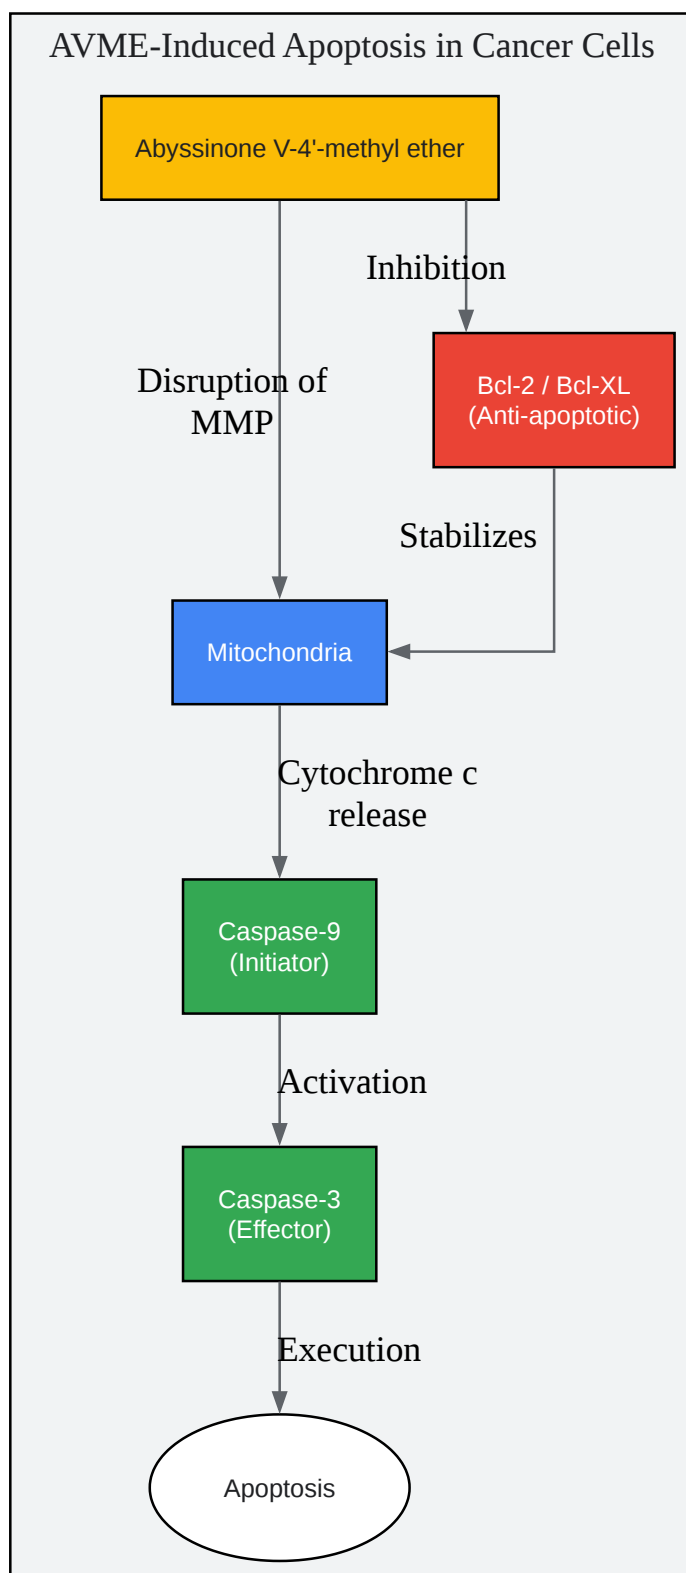 AVME-Induced Apoptosis in Cancer Cells
Abyssinone V-4'-methyl ether
Inhibition
Disruption of
MMP
Bcl-2 / Bcl-XL
(Anti-apoptotic)
Stabilizes
Mitochondria
Cytochrome c
release
Caspase-9
(Initiator)
Activation
Caspase-3
(Effector)
Execution
Apoptosis